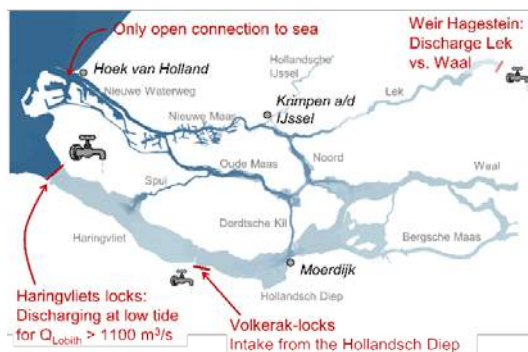 Only open connection to sea
Weir Hagestein:
Discharge Lek
vs. Waal
Hoek van Holland
Hollandsche'
IJssel
Nieuwe Waterweg
Krimpen a/d
IJssel
Lek
Nieuwe Maas
Oude Maas
Noord
Waal
Spui
Haringvliet
Dordtsche Kil
Bergsche Maas
Moerdijk
Haringvliets locks:
Discharging at low tide
for Q_Lobith > 1100 m³/s
Hollandsch Diep
Volkerak-locks
Intake from the Hollandsch Diep